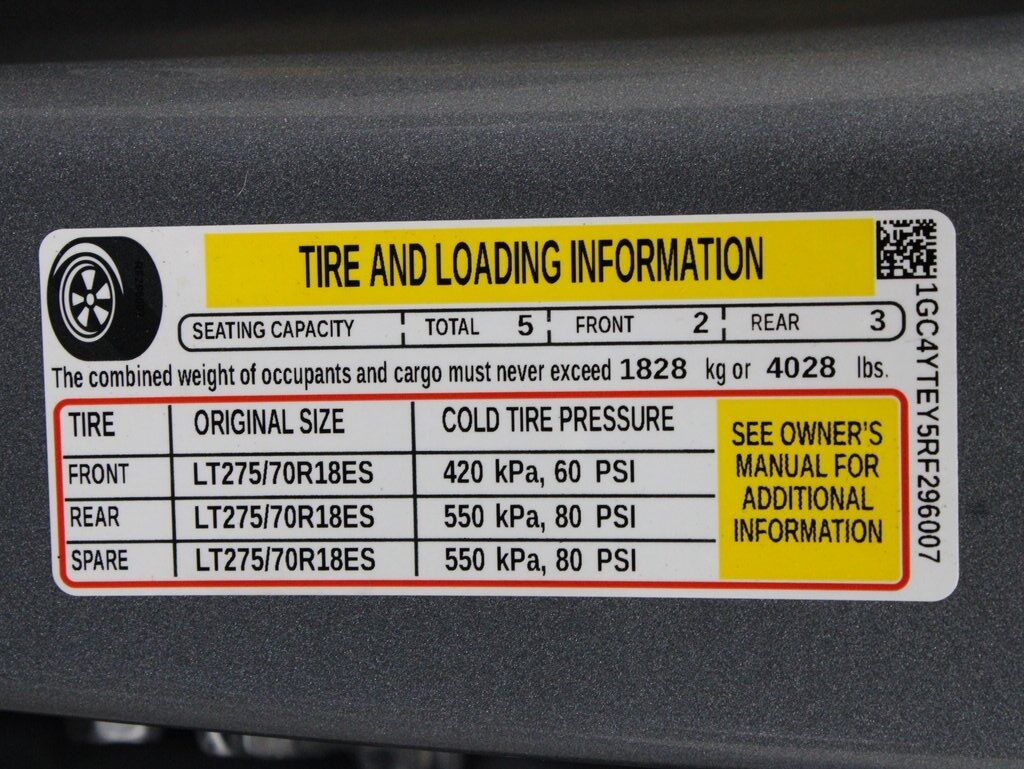 TIRE AND LOADING INFORMATION
SEATING CAPACITY TOTAL 5 FRONT 2 REAR 3
The combined weight of occupants and cargo must never exceed 1828 kg or 4028 lbs.
TIRE ORIGINAL SIZE COLD TIRE PRESSURE
FRONT LT275/70R18ES 420 kPa, 60 PSI
REAR LT275/70R18ES 550 kPa, 80 PSI
SPARE LT275/70R18ES 550 kPa, 80 PSI
SEE OWNER'S
MANUAL FOR
ADDITIONAL
INFORMATION
1GC4YTEY5RF296007